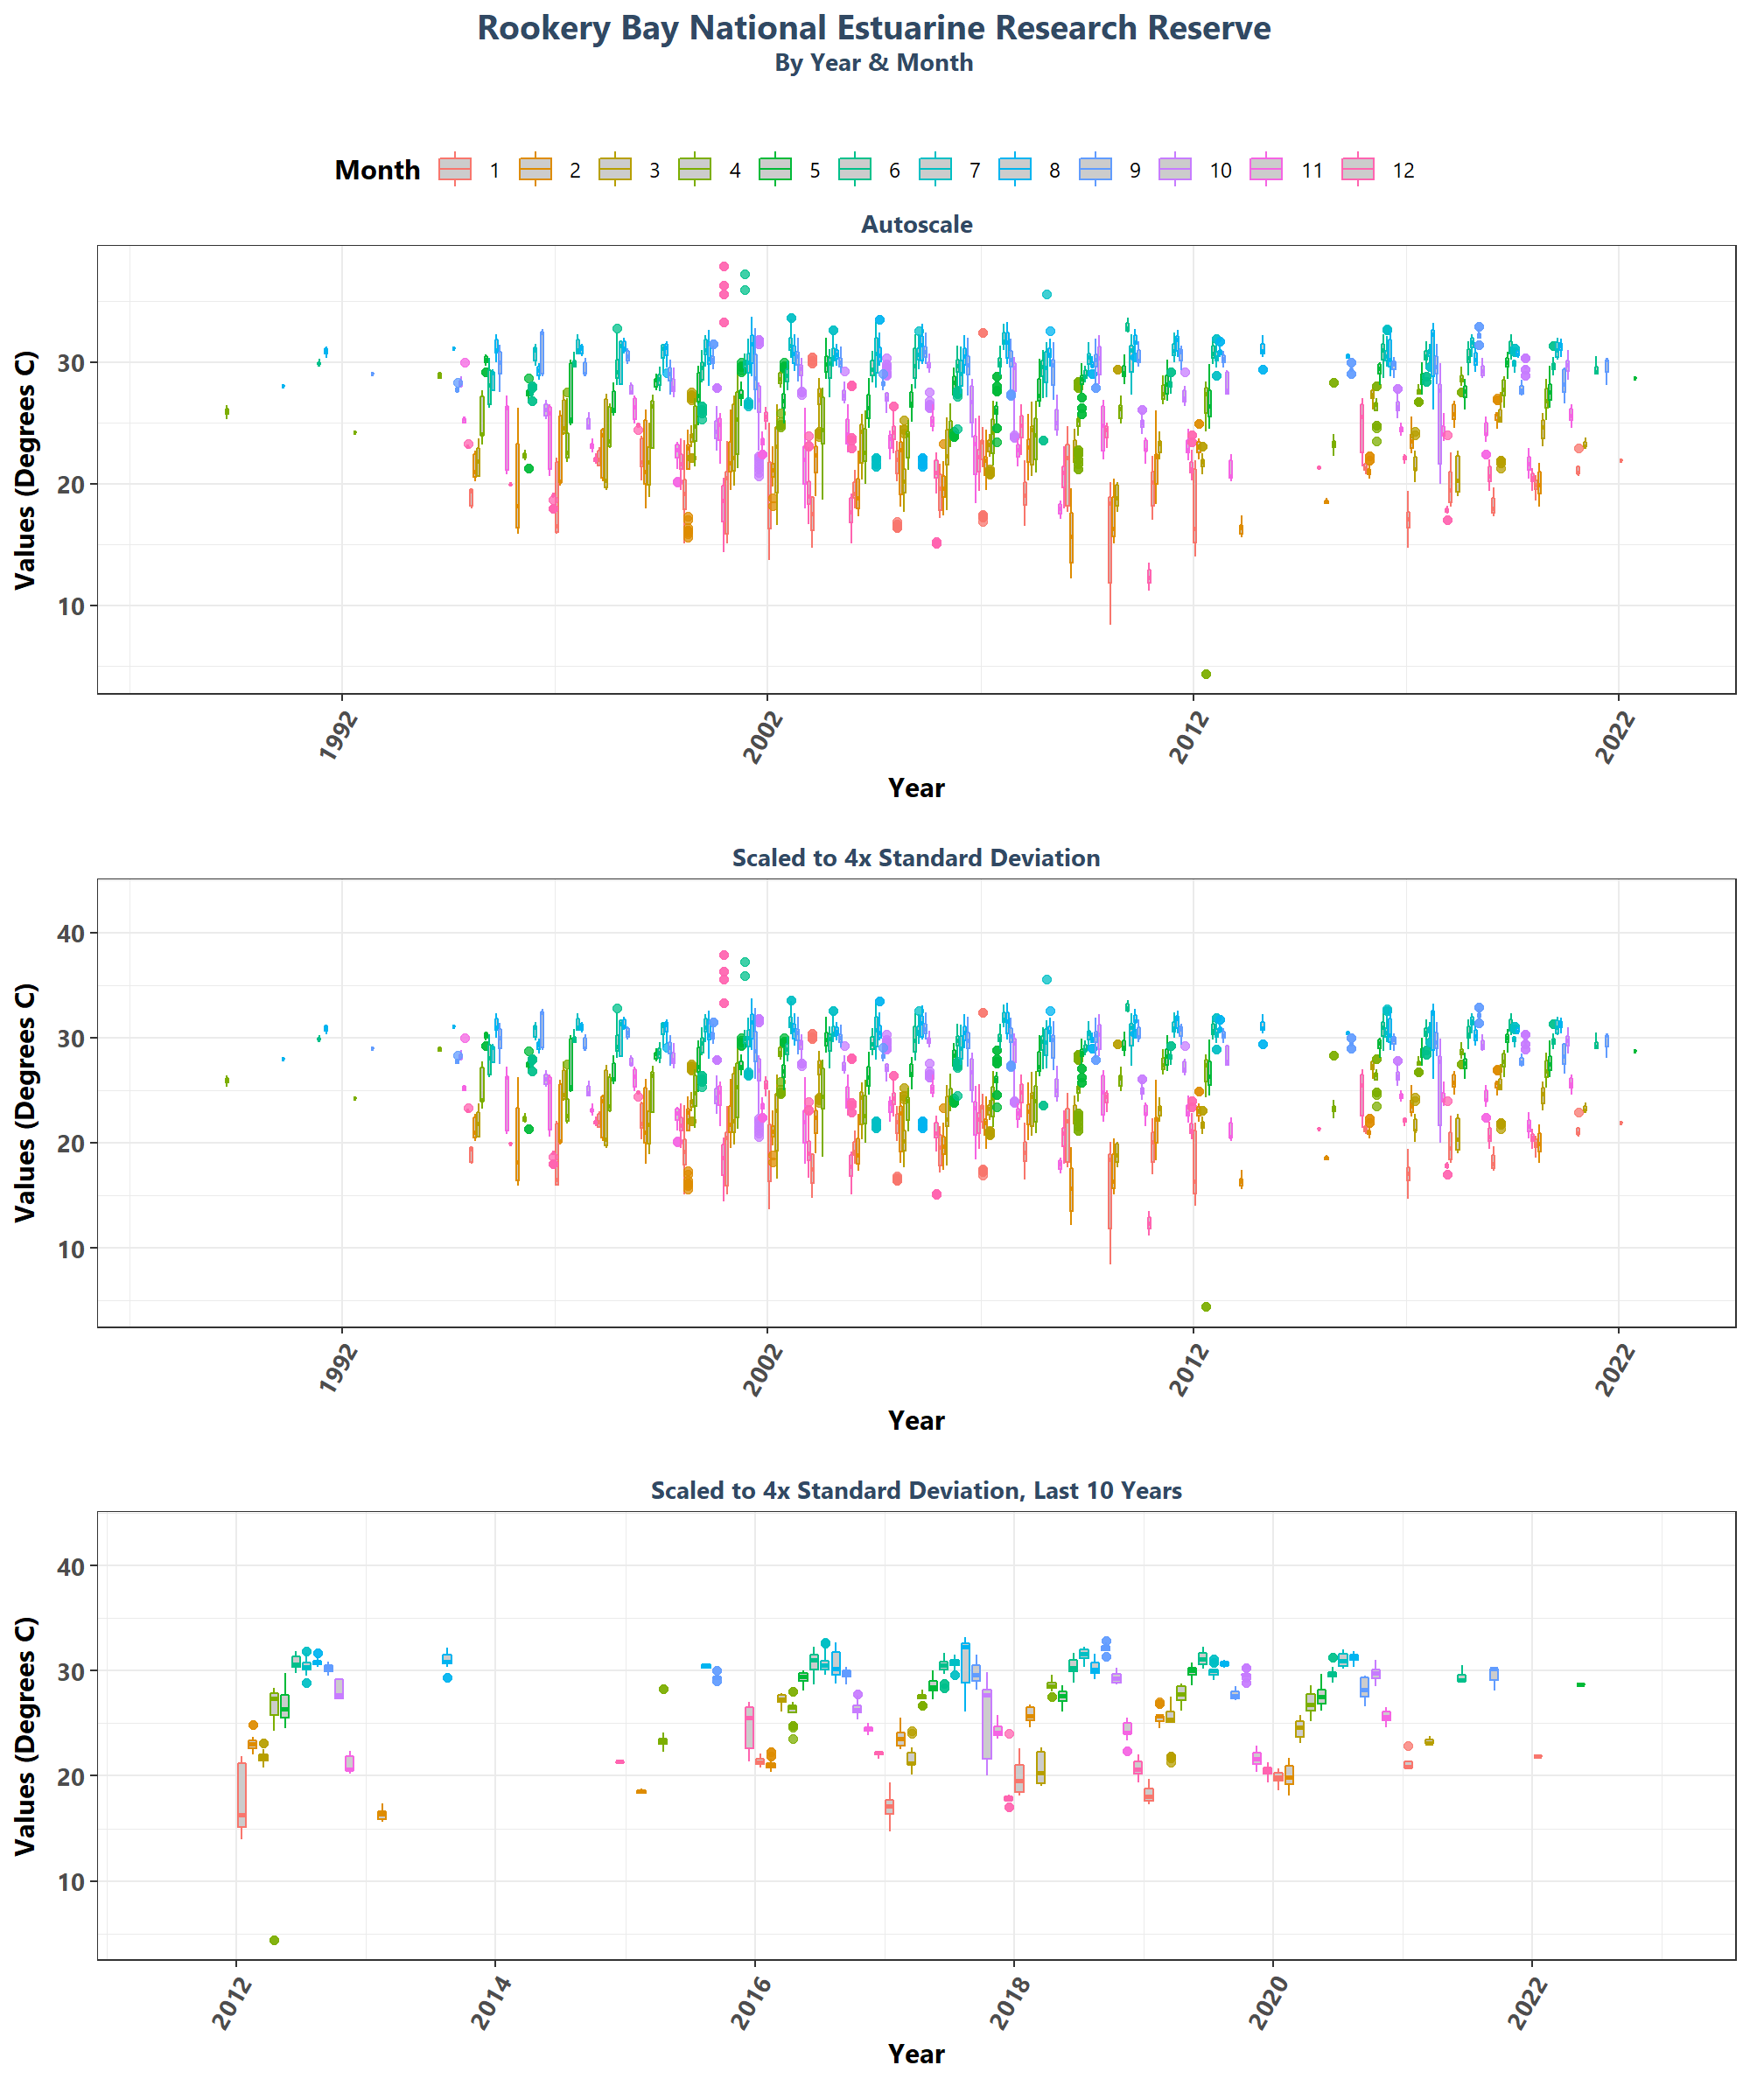 Rookery Bay National Estuarine Research Reserve
By Year & Month
Month 1 2 3 4 5 6 7 8 9 10 11 12
Autoscale
Values (Degrees C)
30
20
10
1992 2002 2012 2022
Year
Scaled to 4x Standard Deviation
Values (Degrees C)
40
30
20
10
1992 2002 2012 2022
Year
Scaled to 4x Standard Deviation, Last 10 Years
Values (Degrees C)
40
30
20
10
2012 2014 2016 2018 2020 2022
Year